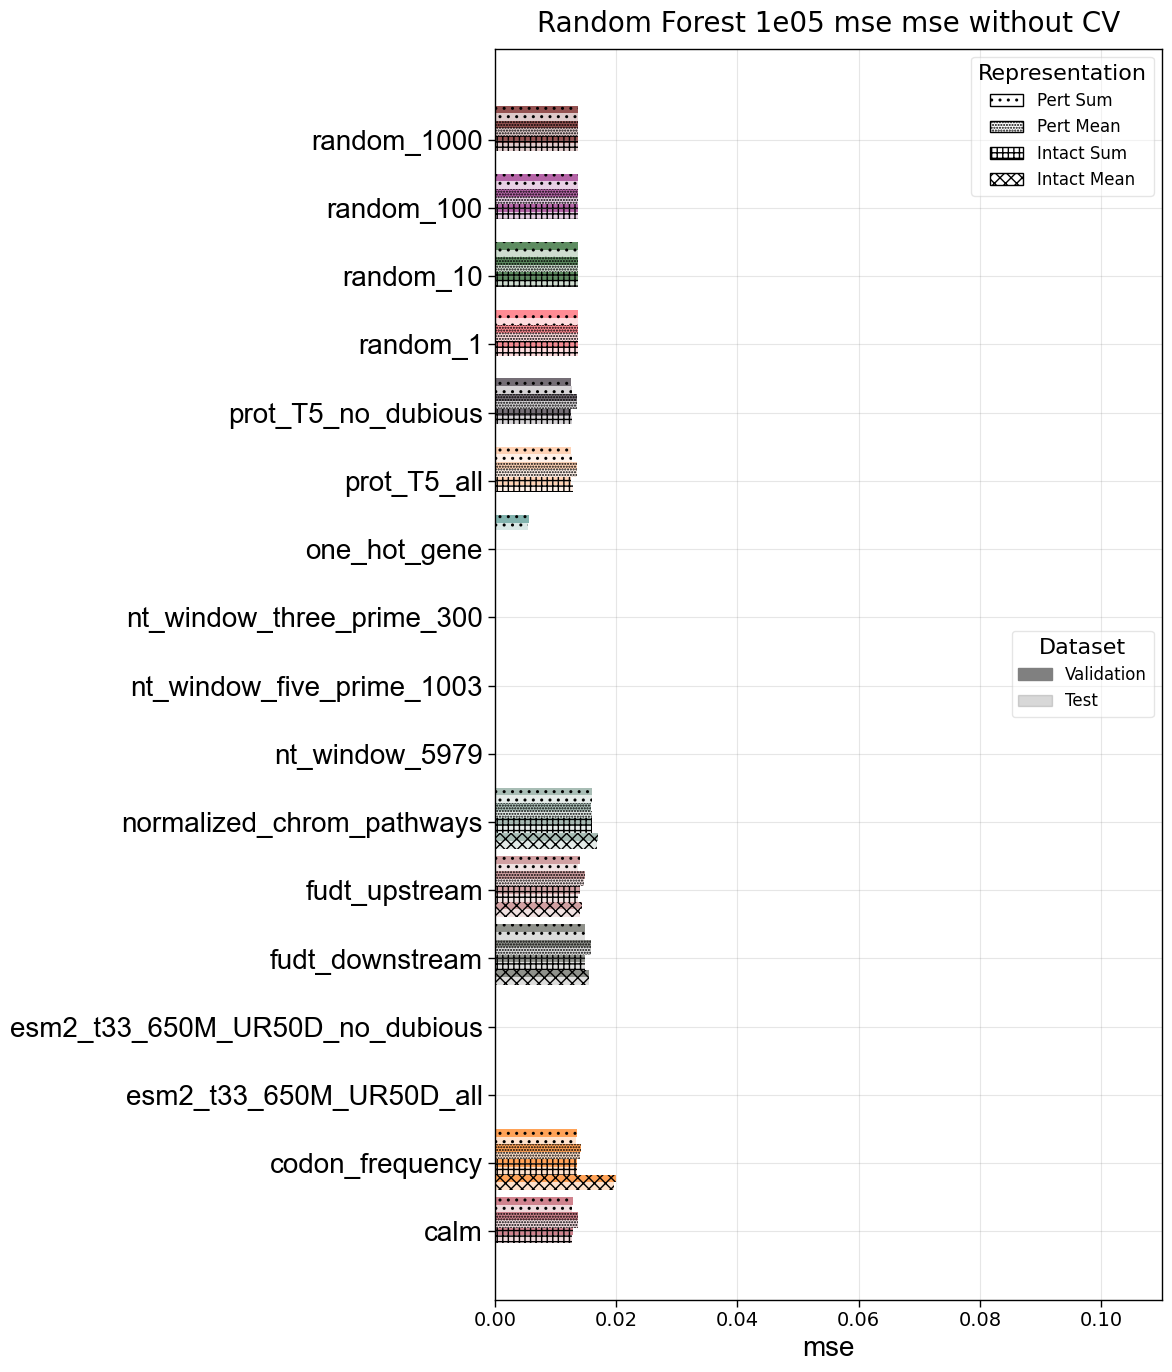 Random Forest 1e05 mse mse without CV
Representation
Pert Sum
Pert Mean
Intact Sum
Intact Mean
random_1000
random_100
random_10
random_1
prot_T5_no_dubious
prot_T5_all
one_hot_gene
nt_window_three_prime_300
Dataset
Validation
Test
nt_window_five_prime_1003
nt_window_5979
normalized_chrom_pathways
fudt_upstream
fudt_downstream
esm2_t33_650M_UR50D_no_dubious
esm2_t33_650M_UR50D_all
codon_frequency
calm
0.00 0.02 0.04 0.06 0.08 0.10
mse